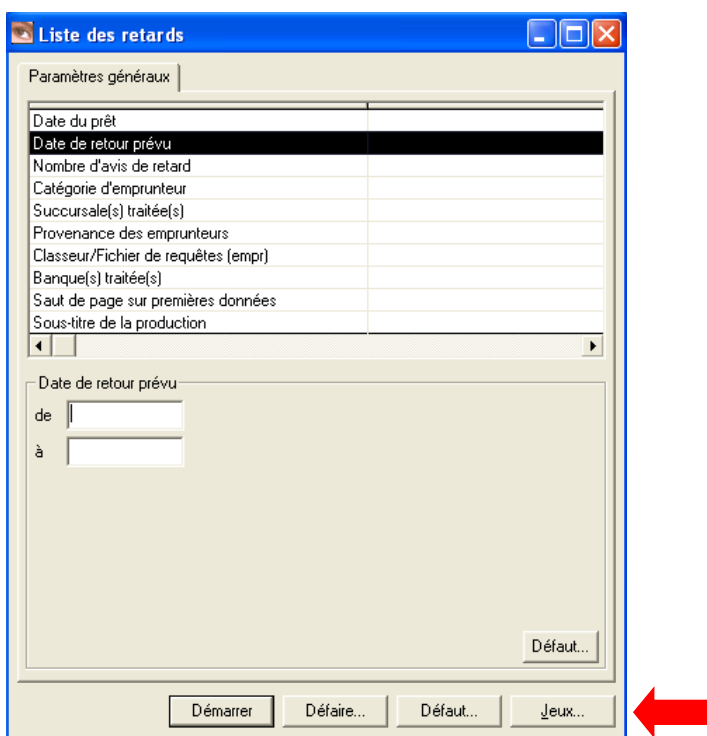 Liste des retards
Paramètres généraux
Date du prêt
Date de retour prévu
Nombre d'avis de retard
Catégorie d'emprunteur
Succursale(s) traitée(s)
Provenance des emprunteurs
Classeur/Fichier de requêtes (empr)
Banque(s) traitée(s)
Saut de page sur premières données
Sous-titre de la production
Date de retour prévu
de
à
Défaut...
Démarrer Défaire... Défaut... Jeux...